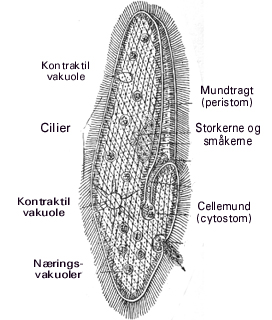 Kontraktil
vakuole
Mundtragt
(peristom)
Cilier
Storkerne og
småkerne
Kontraktil
vakuole
Cellemund
(cytostom)
Nærings-
vakuoler